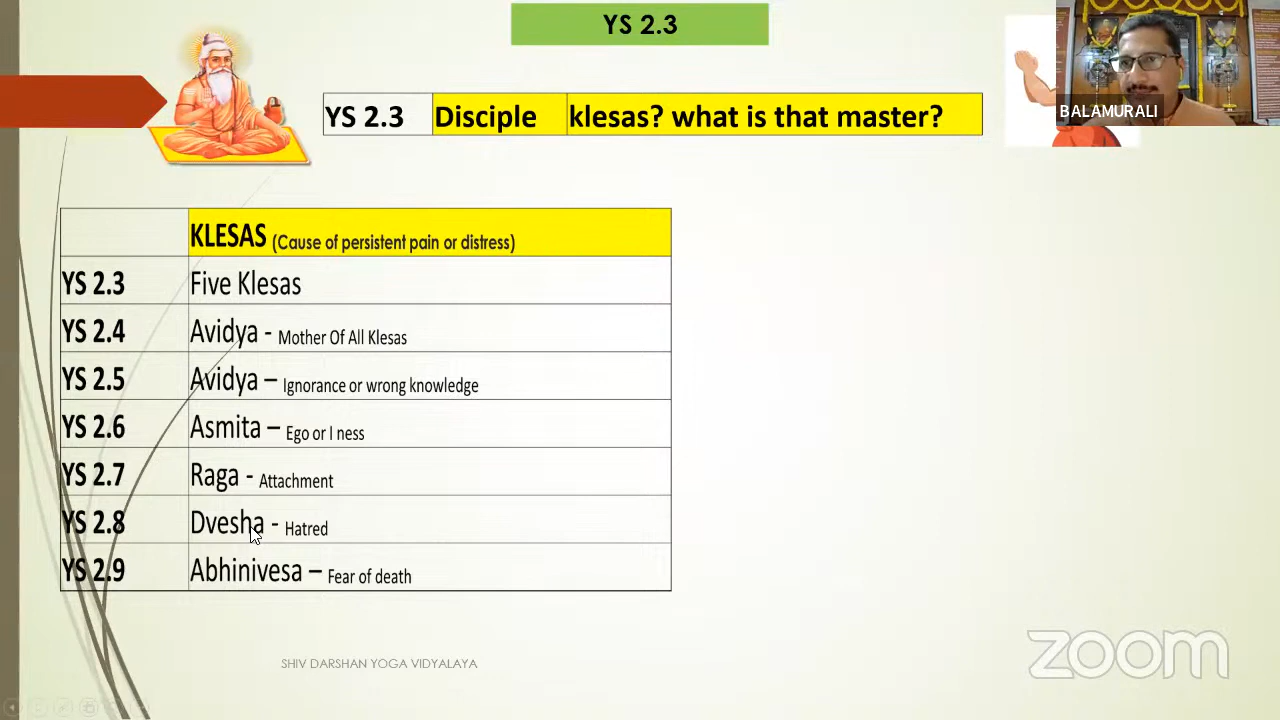 YS 2.3
BALAMURALI
YS 2.3 Disciple klesas? what is that master?
KLESAS (Cause of persistent pain or distress)
YS 2.3 Five Klesas
YS 2.4 Avidya - Mother Of All Klesas
YS 2.5 Avidya – Ignorance or wrong knowledge
YS 2.6 Asmita – Ego or I ness
YS 2.7 Raga - Attachment
YS 2.8 Dvesha - Hatred
YS 2.9 Abhinivesa – Fear of death
SHIV DARSHAN YOGA VIDYALAYA
zoom